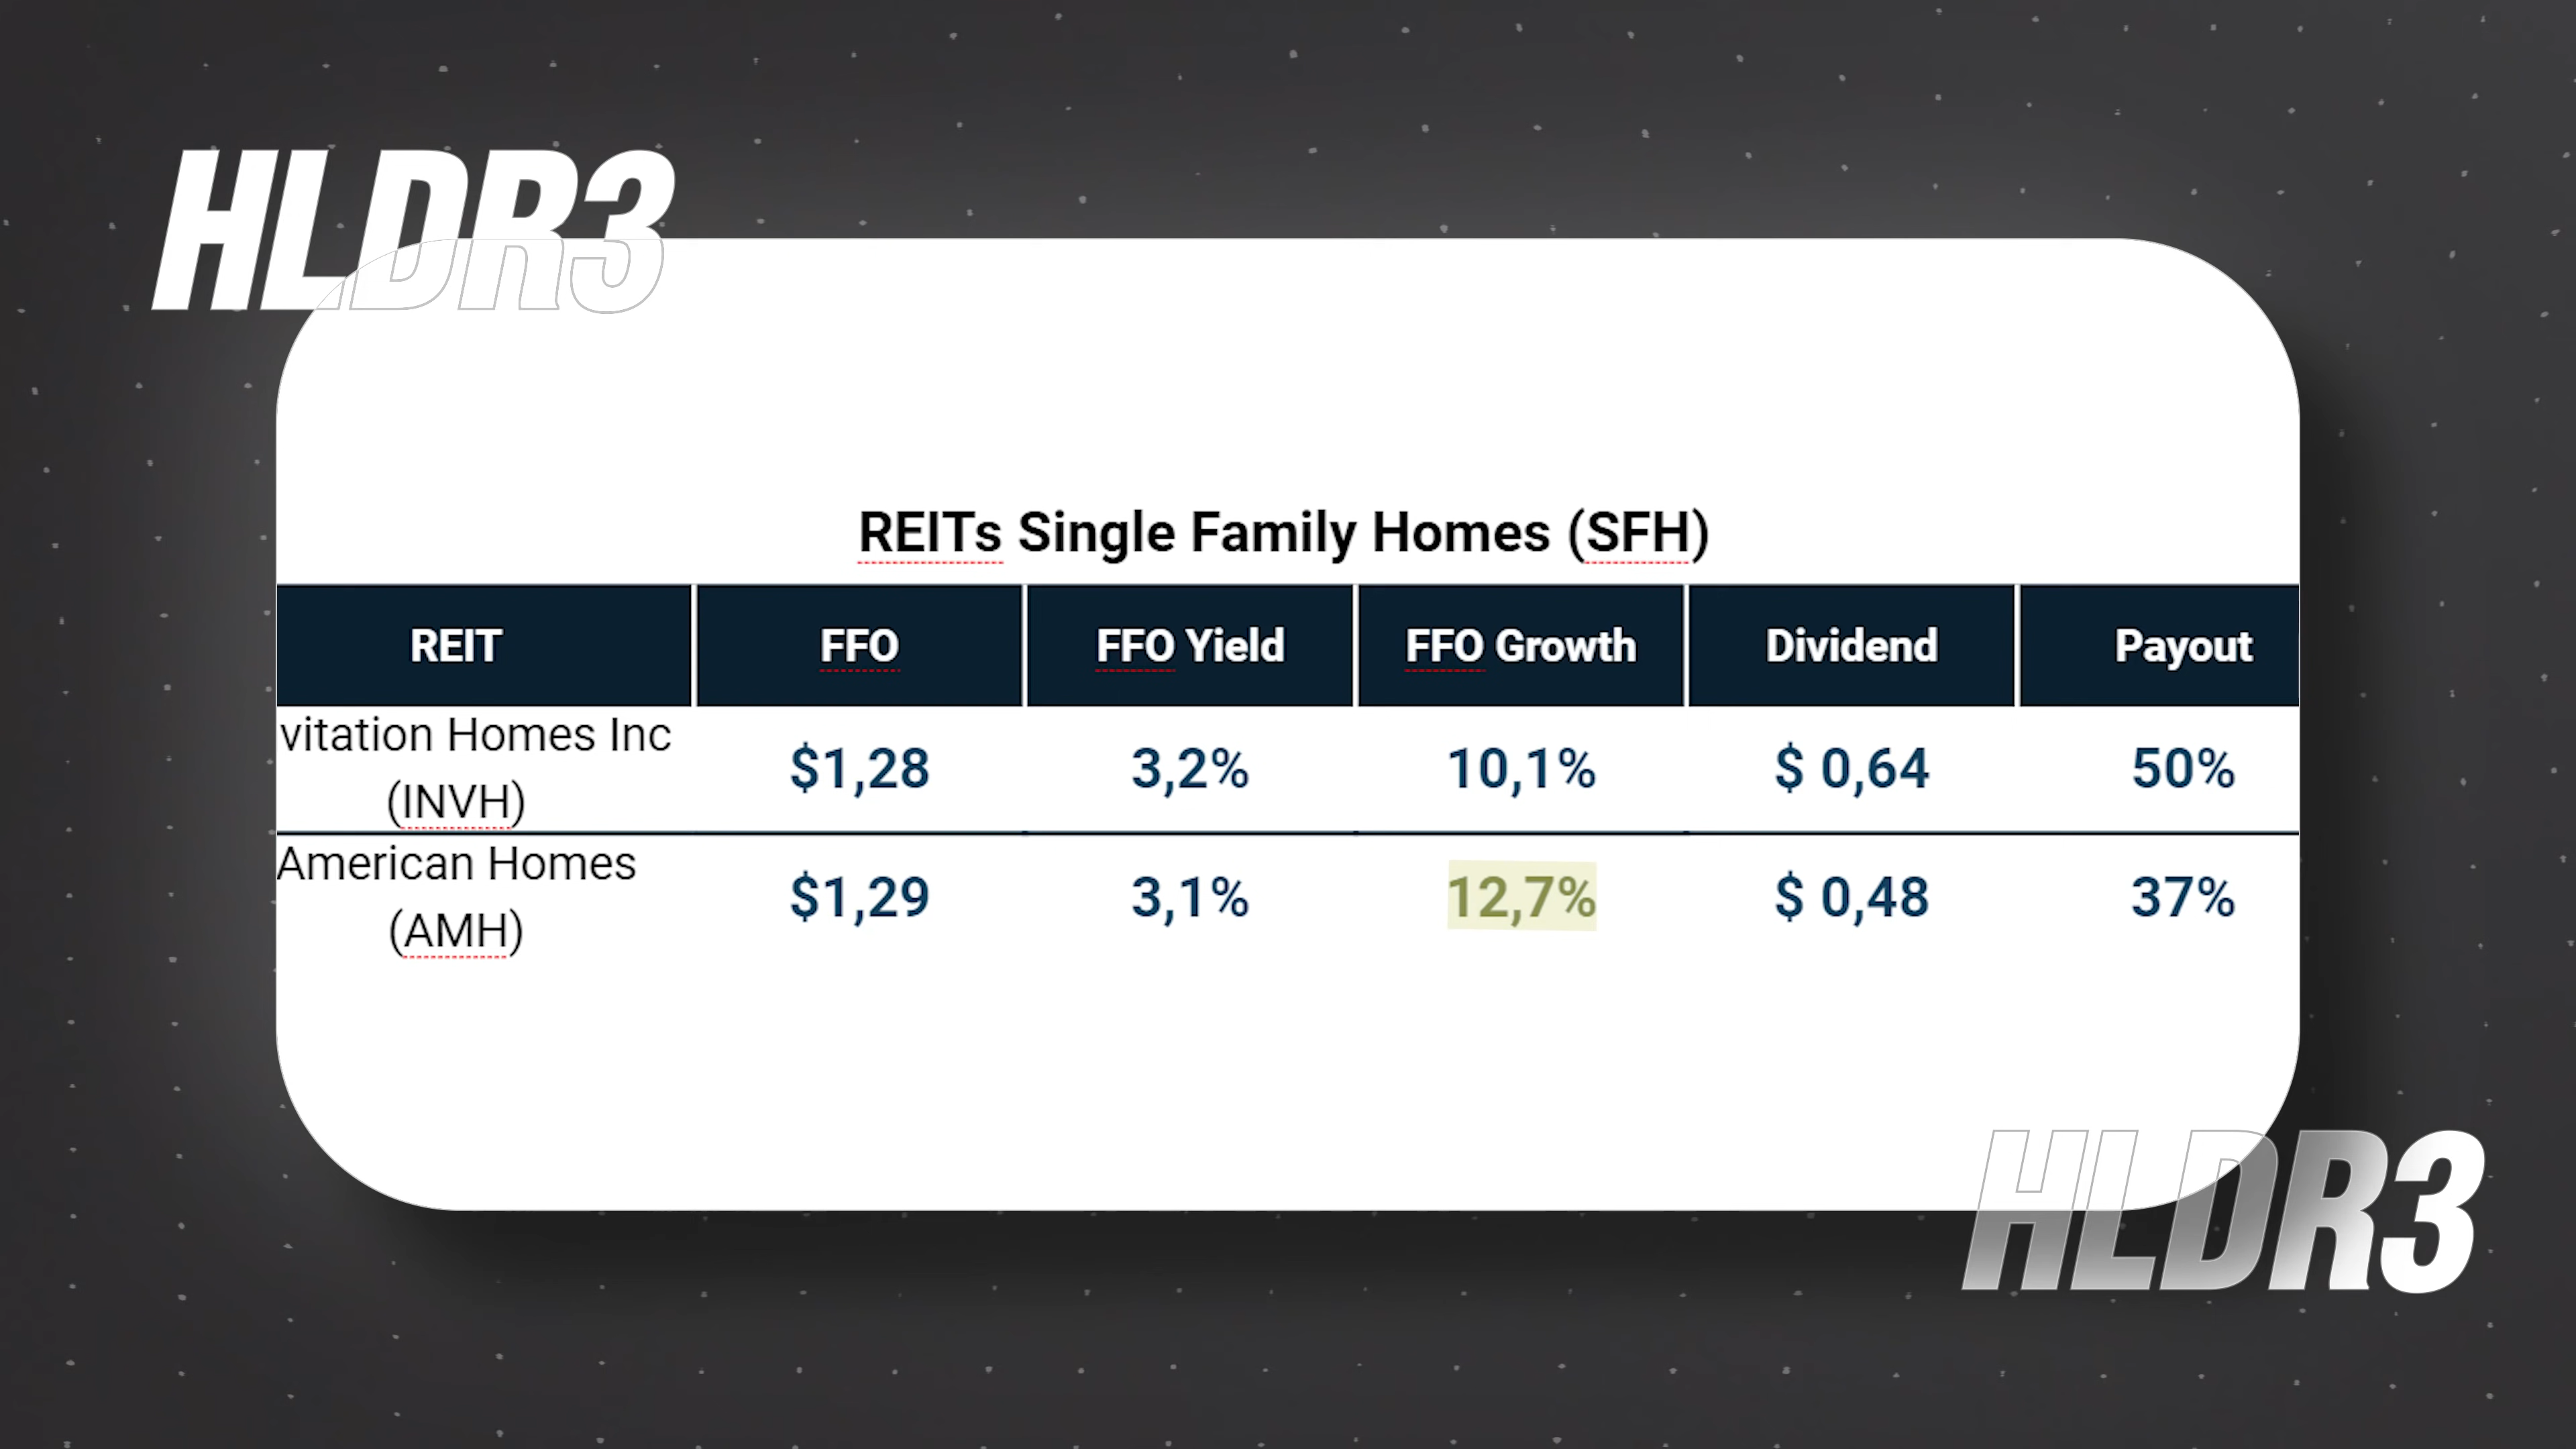 HLDR3
REITs Single Family Homes (SFH)
REIT FFO FFO Yield FFO Growth Dividend Payout
vitation Homes Inc
(INVH) $1,28 3,2% 10,1% $ 0,64 50%
American Homes
(AMH) $1,29 3,1% 12,7% $ 0,48 37%
HLDR3